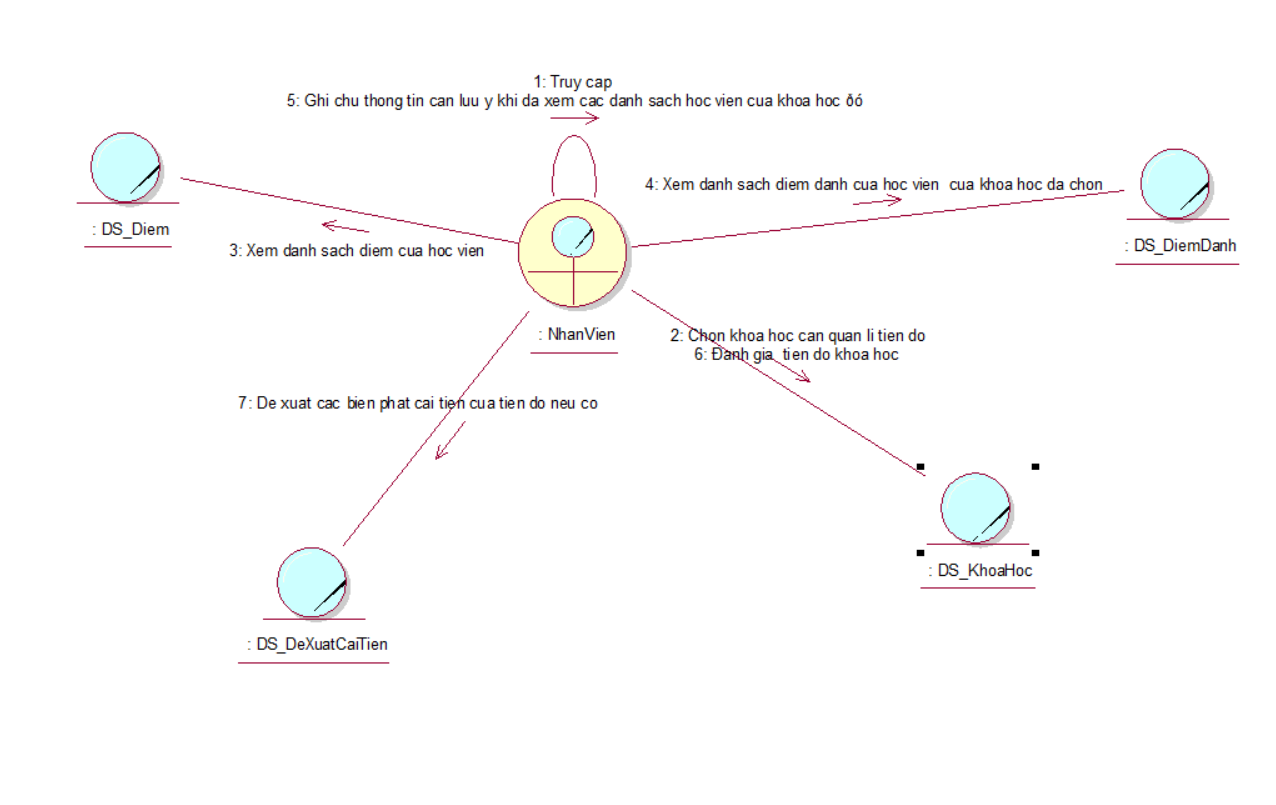 1: Truy cap
5: Ghi chu thong tin can luu y khi da xem cac danh sach hoc vien cua khoa hoc ðó
4: Xem danh sach diem danh cua hoc vien cua khoa hoc da chon
: DS_Diem
3: Xem danh sach diem cua hoc vien
: DS_DiemDanh
: NhanVien
2: Chon khoa hoc can quan li tien do
6: Đanh gia tien do khoa hoc
7: De xuat cac bien phat cai tien cua tien do neu co
: DS_KhoaHoc
: DS_DeXuatCaiTien